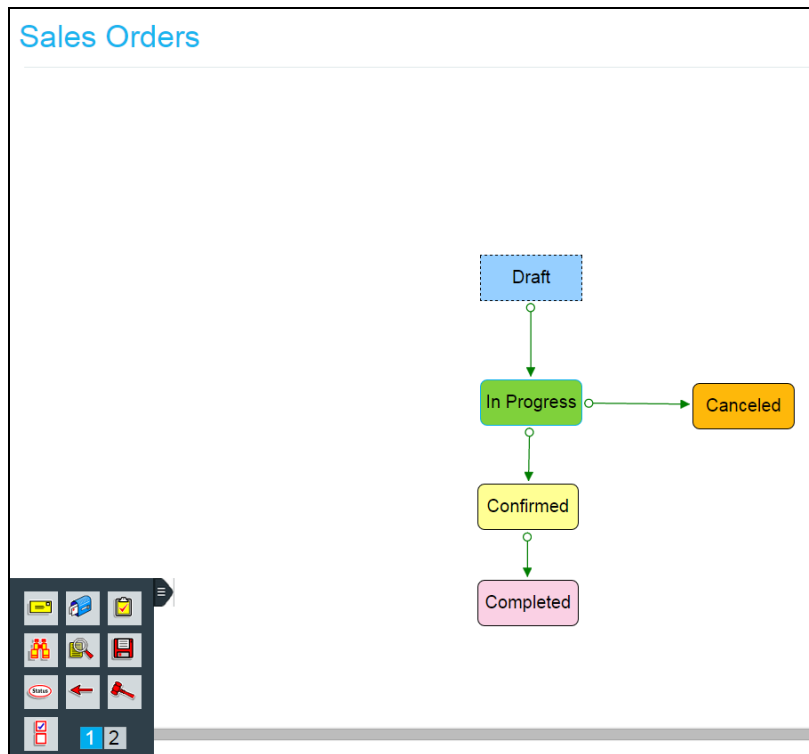 Sales Orders
Draft
In Progress
Canceled
Confirmed
Completed
Status
1 2